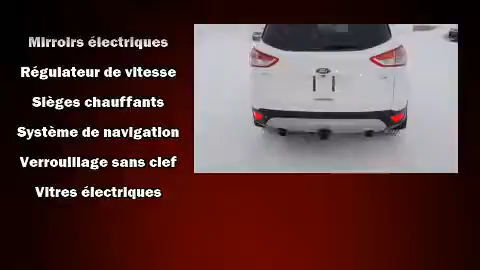 Mirroirs électriques
Régulateur de vitesse
Sièges chauffants
Système de navigation
Verrouillage sans clef
Vitres électriques